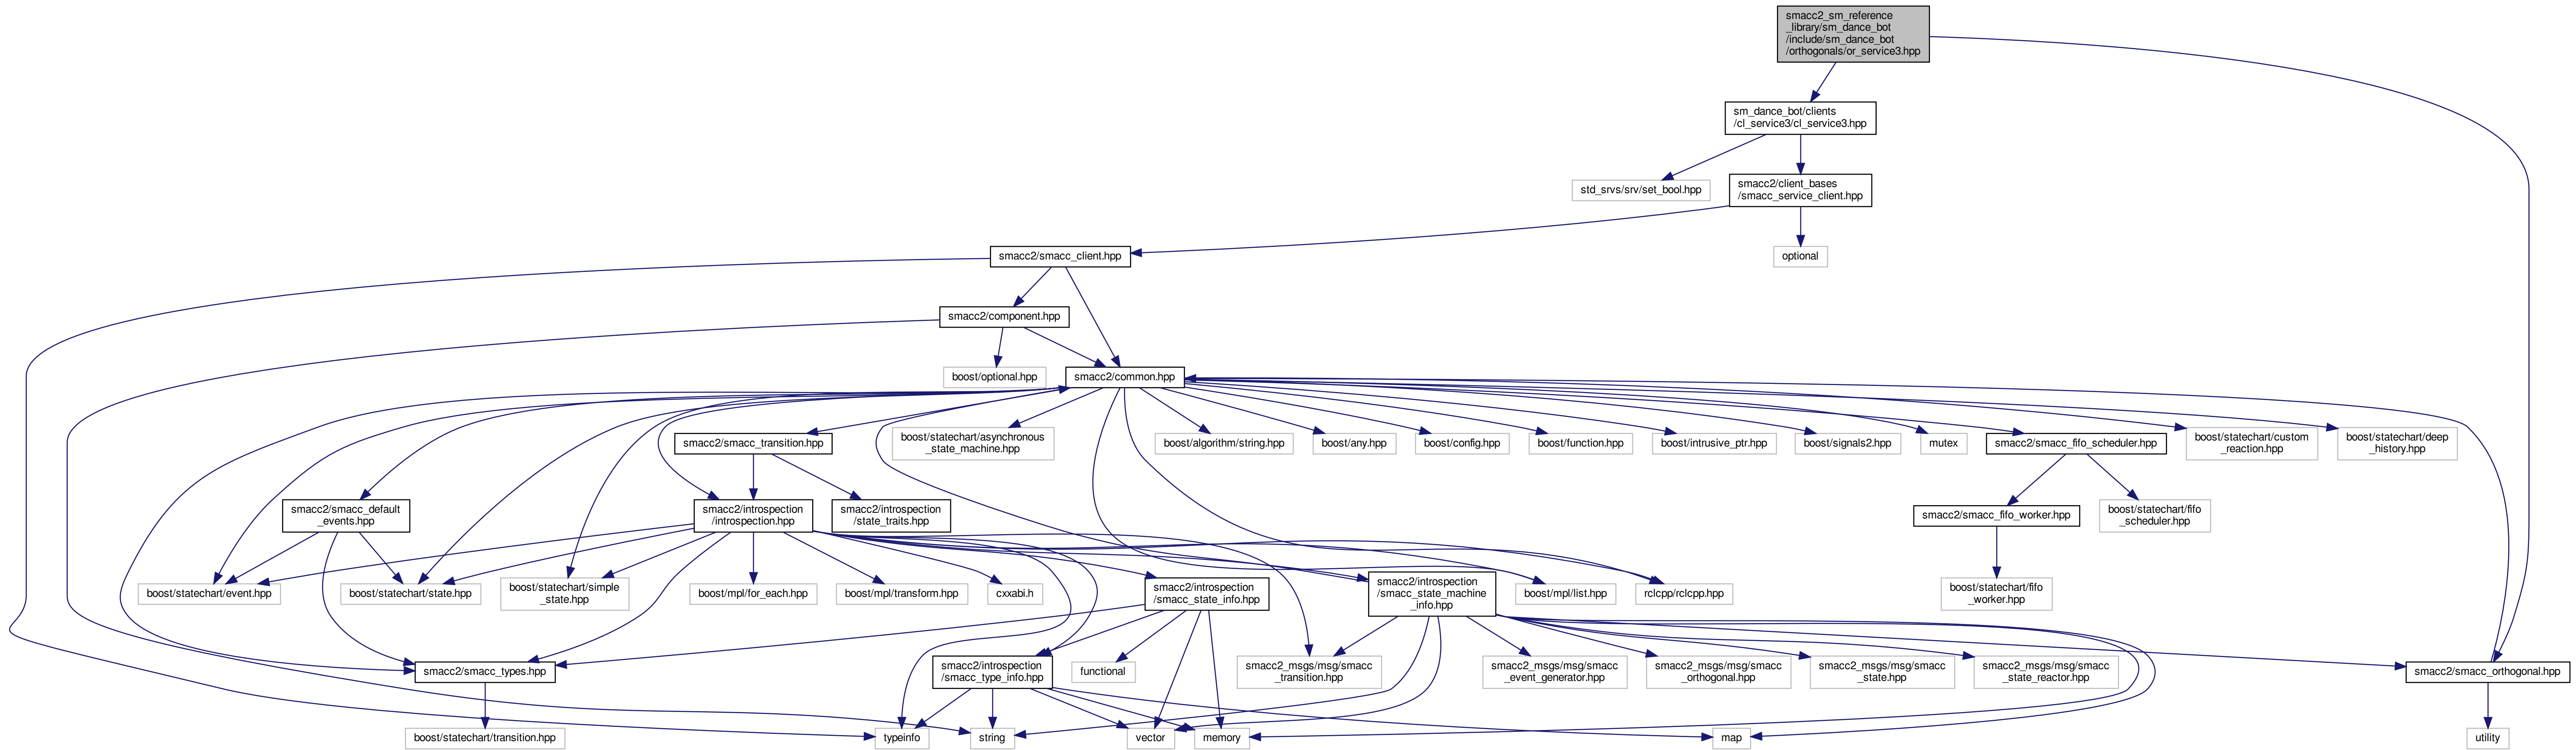 smacc2_sm_reference
_library/sm_dance_bot
/include/sm_dance_bot
/orthogonals/or_service3.hpp
sm_dance_bot/clients
/cl_service3/cl_service3.hpp
std_srvs/srv/set_bool.hpp
smacc2/client_bases
/smacc_service_client.hpp
smacc2/smacc_client.hpp
optional
smacc2/component.hpp
boost/optional.hpp
smacc2/common.hpp
smacc2/smacc_transition.hpp
boost/statechart/asynchronous
_state_machine.hpp
boost/algorithm/string.hpp
boost/any.hpp
boost/config.hpp
boost/function.hpp
boost/intrusive_ptr.hpp
boost/signals2.hpp
mutex
smacc2/smacc_fifo_scheduler.hpp
boost/statechart/custom
_reaction.hpp
boost/statechart/deep
_history.hpp
smacc2/smacc_default
_events.hpp
smacc2/introspection
/introspection.hpp
smacc2/introspection
/state_traits.hpp
smacc2/smacc_fifo_worker.hpp
boost/statechart/fifo
_scheduler.hpp
boost/statechart/event.hpp
boost/statechart/state.hpp
boost/statechart/simple
_state.hpp
boost/mpl/for_each.hpp
boost/mpl/transform.hpp
cxxabi.h
smacc2/introspection
/smacc_state_info.hpp
smacc2/introspection
/smacc_state_machine
_info.hpp
boost/mpl/list.hpp
rclcpp/rclcpp.hpp
boost/statechart/fifo
_worker.hpp
smacc2/smacc_types.hpp
smacc2/introspection
/smacc_type_info.hpp
functional
smacc2_msgs/msg/smacc
_transition.hpp
smacc2_msgs/msg/smacc
_event_generator.hpp
smacc2_msgs/msg/smacc
_orthogonal.hpp
smacc2_msgs/msg/smacc
_state.hpp
smacc2_msgs/msg/smacc
_state_reactor.hpp
smacc2/smacc_orthogonal.hpp
boost/statechart/transition.hpp
typeinfo
string
vector
memory
map
utility